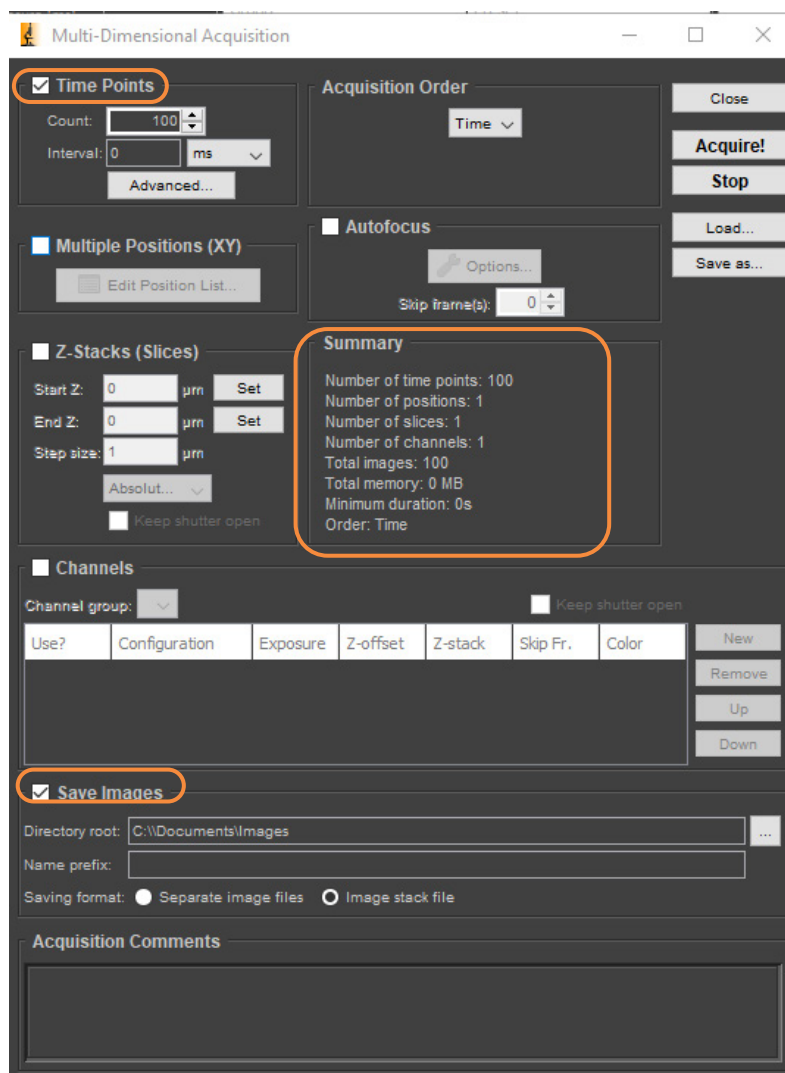 Multi-Dimensional Acquisition
Time Points
Count: 100
Interval: 0 ms
Advanced...
Acquisition Order
Time
Close
Acquire!
Stop
Load...
Save as...
Multiple Positions (XY)
Edit Position List...
Autofocus
Options...
Skip frame(s): 0
Z-Stacks (Slices)
Start Z: 0 µm Set
End Z: 0 µm Set
Step size: 1 µm
Absolut...
Keep shutter open
Summary
Number of time points: 100
Number of positions: 1
Number of slices: 1
Number of channels: 1
Total images: 100
Total memory: 0 MB
Minimum duration: 0s
Order: Time
Channels
Channel group:
Keep shutter open
Use? Configuration Exposure Z-offset Z-stack Skip Fr. Color
New
Remove
Up
Down
Save Images
Directory root: C:\\Documents\Images ...
Name prefix:
Saving format: Separate image files Image stack file
Acquisition Comments